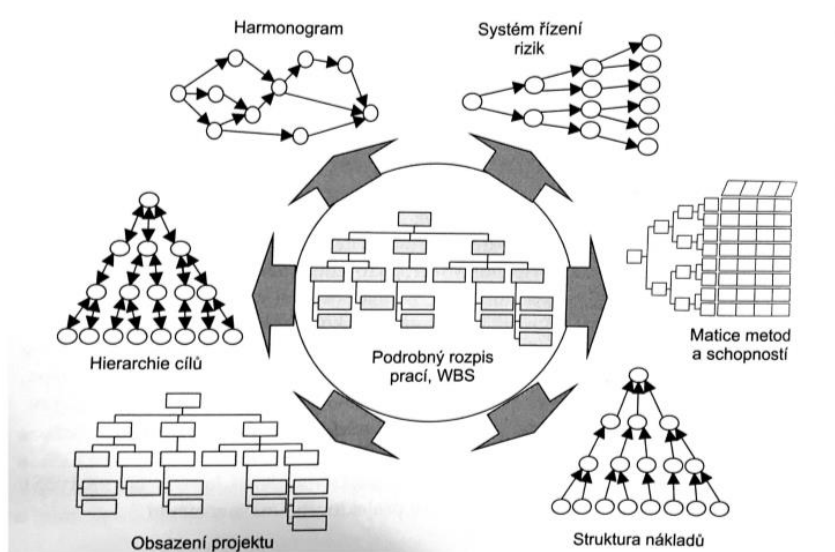 Harmonogram
Systém řízení
rizik
Hierarchie cílů
Podrobný rozpis
prací, WBS
Matice metod
a schopností
Obsazení projektu
Struktura nákladů